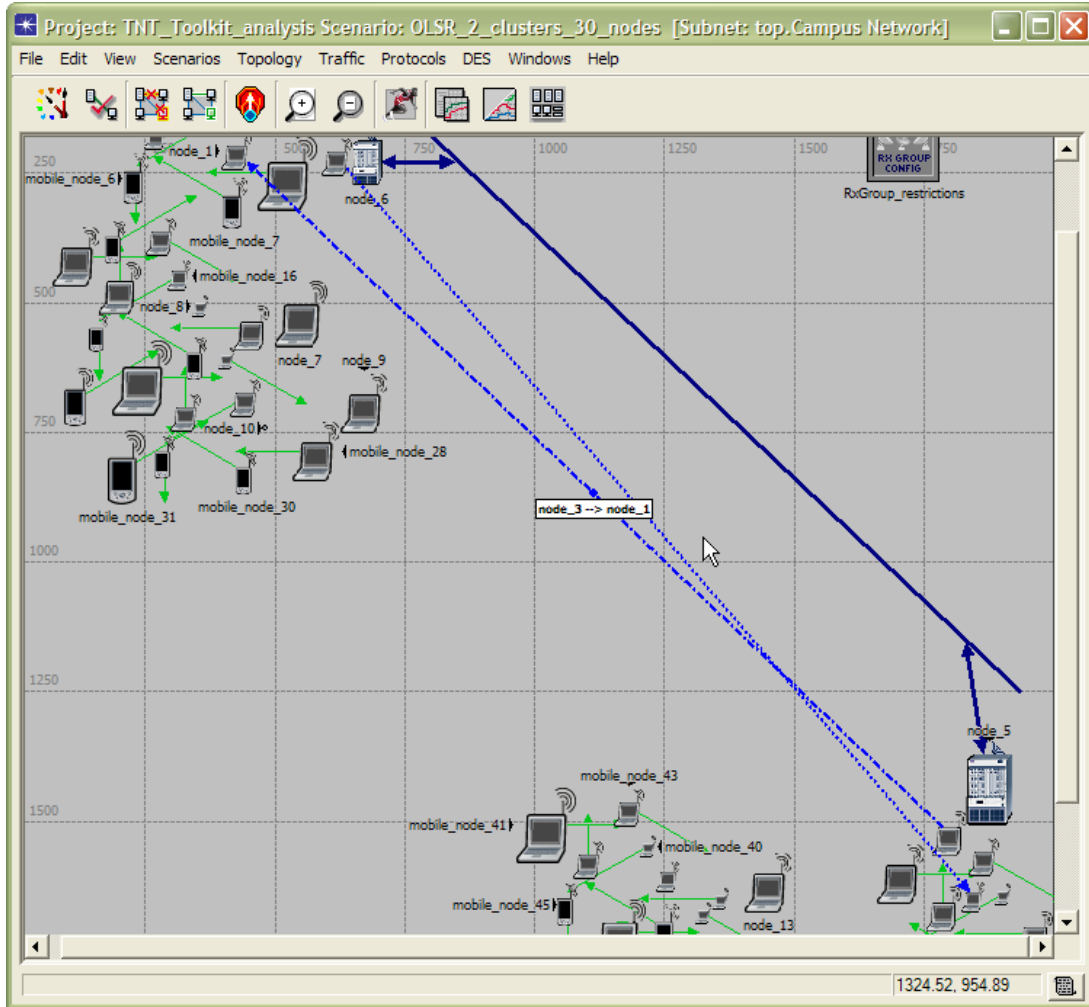 Project: TNT_Toolkit_analysis Scenario: OLSR_2_clusters_30_nodes [Subnet: top.Campus Network]
File Edit View Scenarios Topology Traffic Protocols DES Windows Help
500 750 1000 1250 1500 750
250
node_1
RX GROUP
CONFIG
RxGroup_restrictions
mobile_node_6
node_6
mobile_node_7
mobile_node_16
500
node_8
node_7
node_9
750
node_10
mobile_node_28
mobile_node_30
mobile_node_31
node_3 --> node_1
1000
1250
node_5
mobile_node_43
1500
mobile_node_41
mobile_node_40
mobile_node_45
node_13
1324.52, 954.89